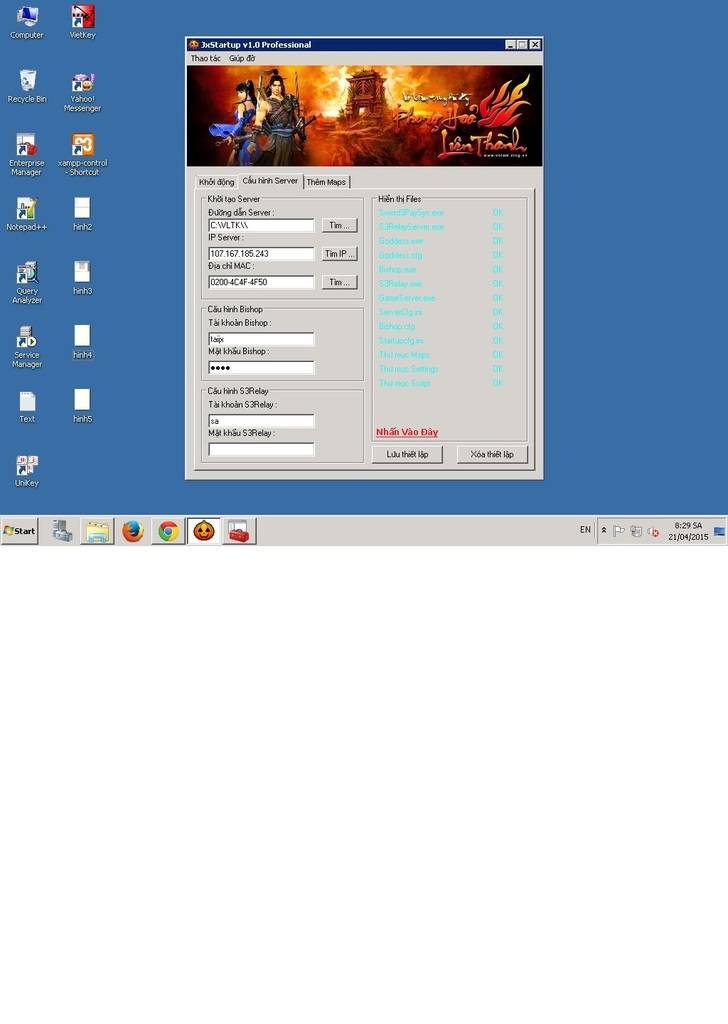 Computer
VietKey
Recycle Bin
Yahoo!
Messenger
Enterprise
Manager
xampp-control
- Shortcut
Notepad++
hinh2
Query
Analyzer
hinh3
Service
Manager
hinh4
Text
hinh5
UniKey
JxStartup v1.0 Professional
Thao tác Giúp đỡ
Phong Hoả
Liên Thành
www.volam.zing.vn
Khởi động
Cấu hình Server
Thêm Maps
Khởi tạo Server
Đường dẫn Server :
C:\VLTK\\
Tìm ...
IP Server :
107.167.185.243
Tìm IP ...
Địa chỉ MAC :
0200-4C4F-4F50
Tìm ...
Cấu hình Bishop
Tài khoản Bishop :
taijx
Mật khẩu Bishop :
●●●●
Cấu hình S3Relay
Tài khoản S3Relay :
sa
Mật khẩu S3Relay :
Hiển thị Files
Sword3PaySys.exe OK
S3RelayServer.exe OK
Goddess.exe OK
Goddess.cfg OK
Bishop.exe OK
S3Relay.exe OK
GameServer.exe OK
ServerCfg.ini OK
Bishop.cfg OK
Startupcfg.ini OK
Thư mục Maps OK
Thư mục Settings OK
Thư mục Script OK
Nhấn Vào Đây
Lưu thiết lập
Xóa thiết lập
Start
EN
8:29 SA
21/04/2015